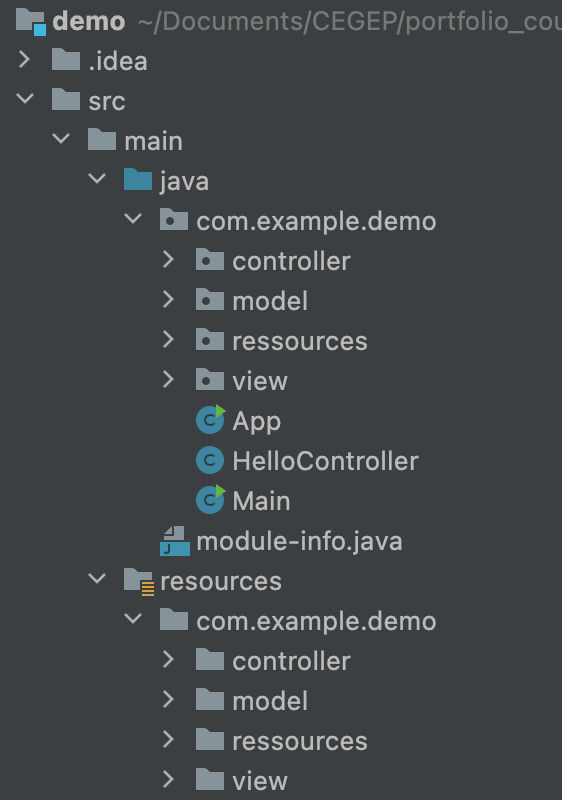 demo ~/Documents/CEGEP/portfolio_cou
.idea
src
main
java
com.example.demo
controller
model
ressources
view
App
HelloController
Main
module-info.java
resources
com.example.demo
controller
model
ressources
view